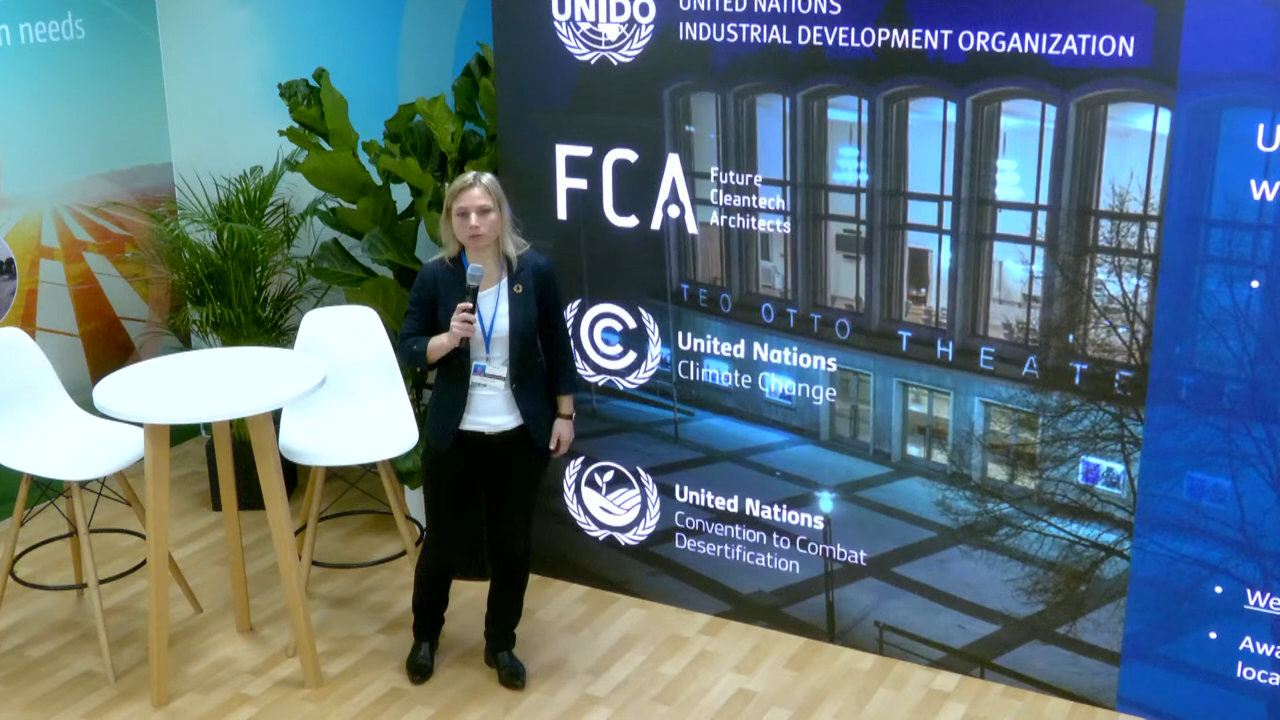 n needs
UNIDO
UNITED NATIONS
INDUSTRIAL DEVELOPMENT ORGANIZATION
FCA
Future
Cleantech
Architects
TEO OTTO THEATE
United Nations
Climate Change
United Nations
Convention to Combat
Desertification
U
w
We
Awa
loca